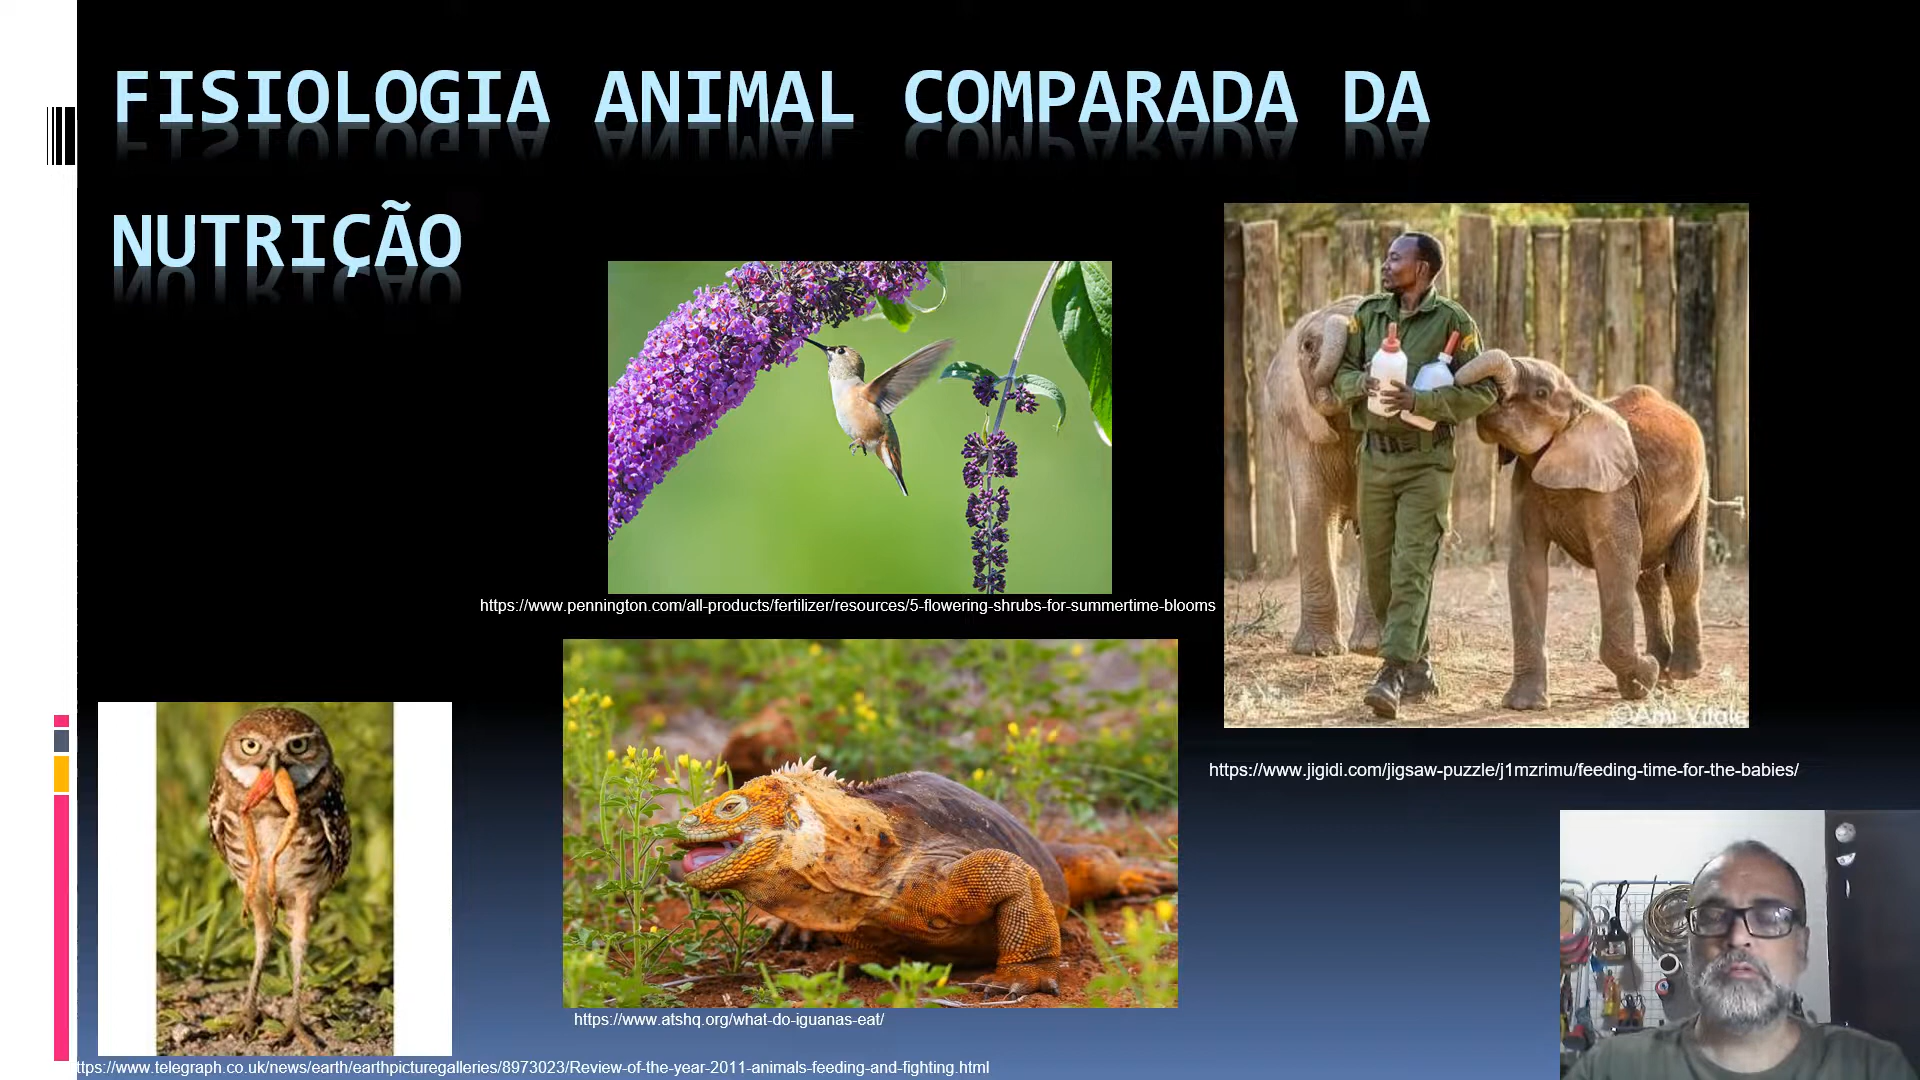 FISIOLOGIA ANIMAL COMPARADA DA
NUTRIÇÃO
©Ami Vitale
https://www.pennington.com/all-products/fertilizer/resources/5-flowering-shrubs-for-summertime-blooms
https://www.jigidi.com/jigsaw-puzzle/j1mzrimu/feeding-time-for-the-babies/
https://www.atshq.org/what-do-iguanas-eat/
ttps://www.telegraph.co.uk/news/earth/earthpicturegalleries/8973023/Review-of-the-year-2011-animals-feeding-and-fighting.html